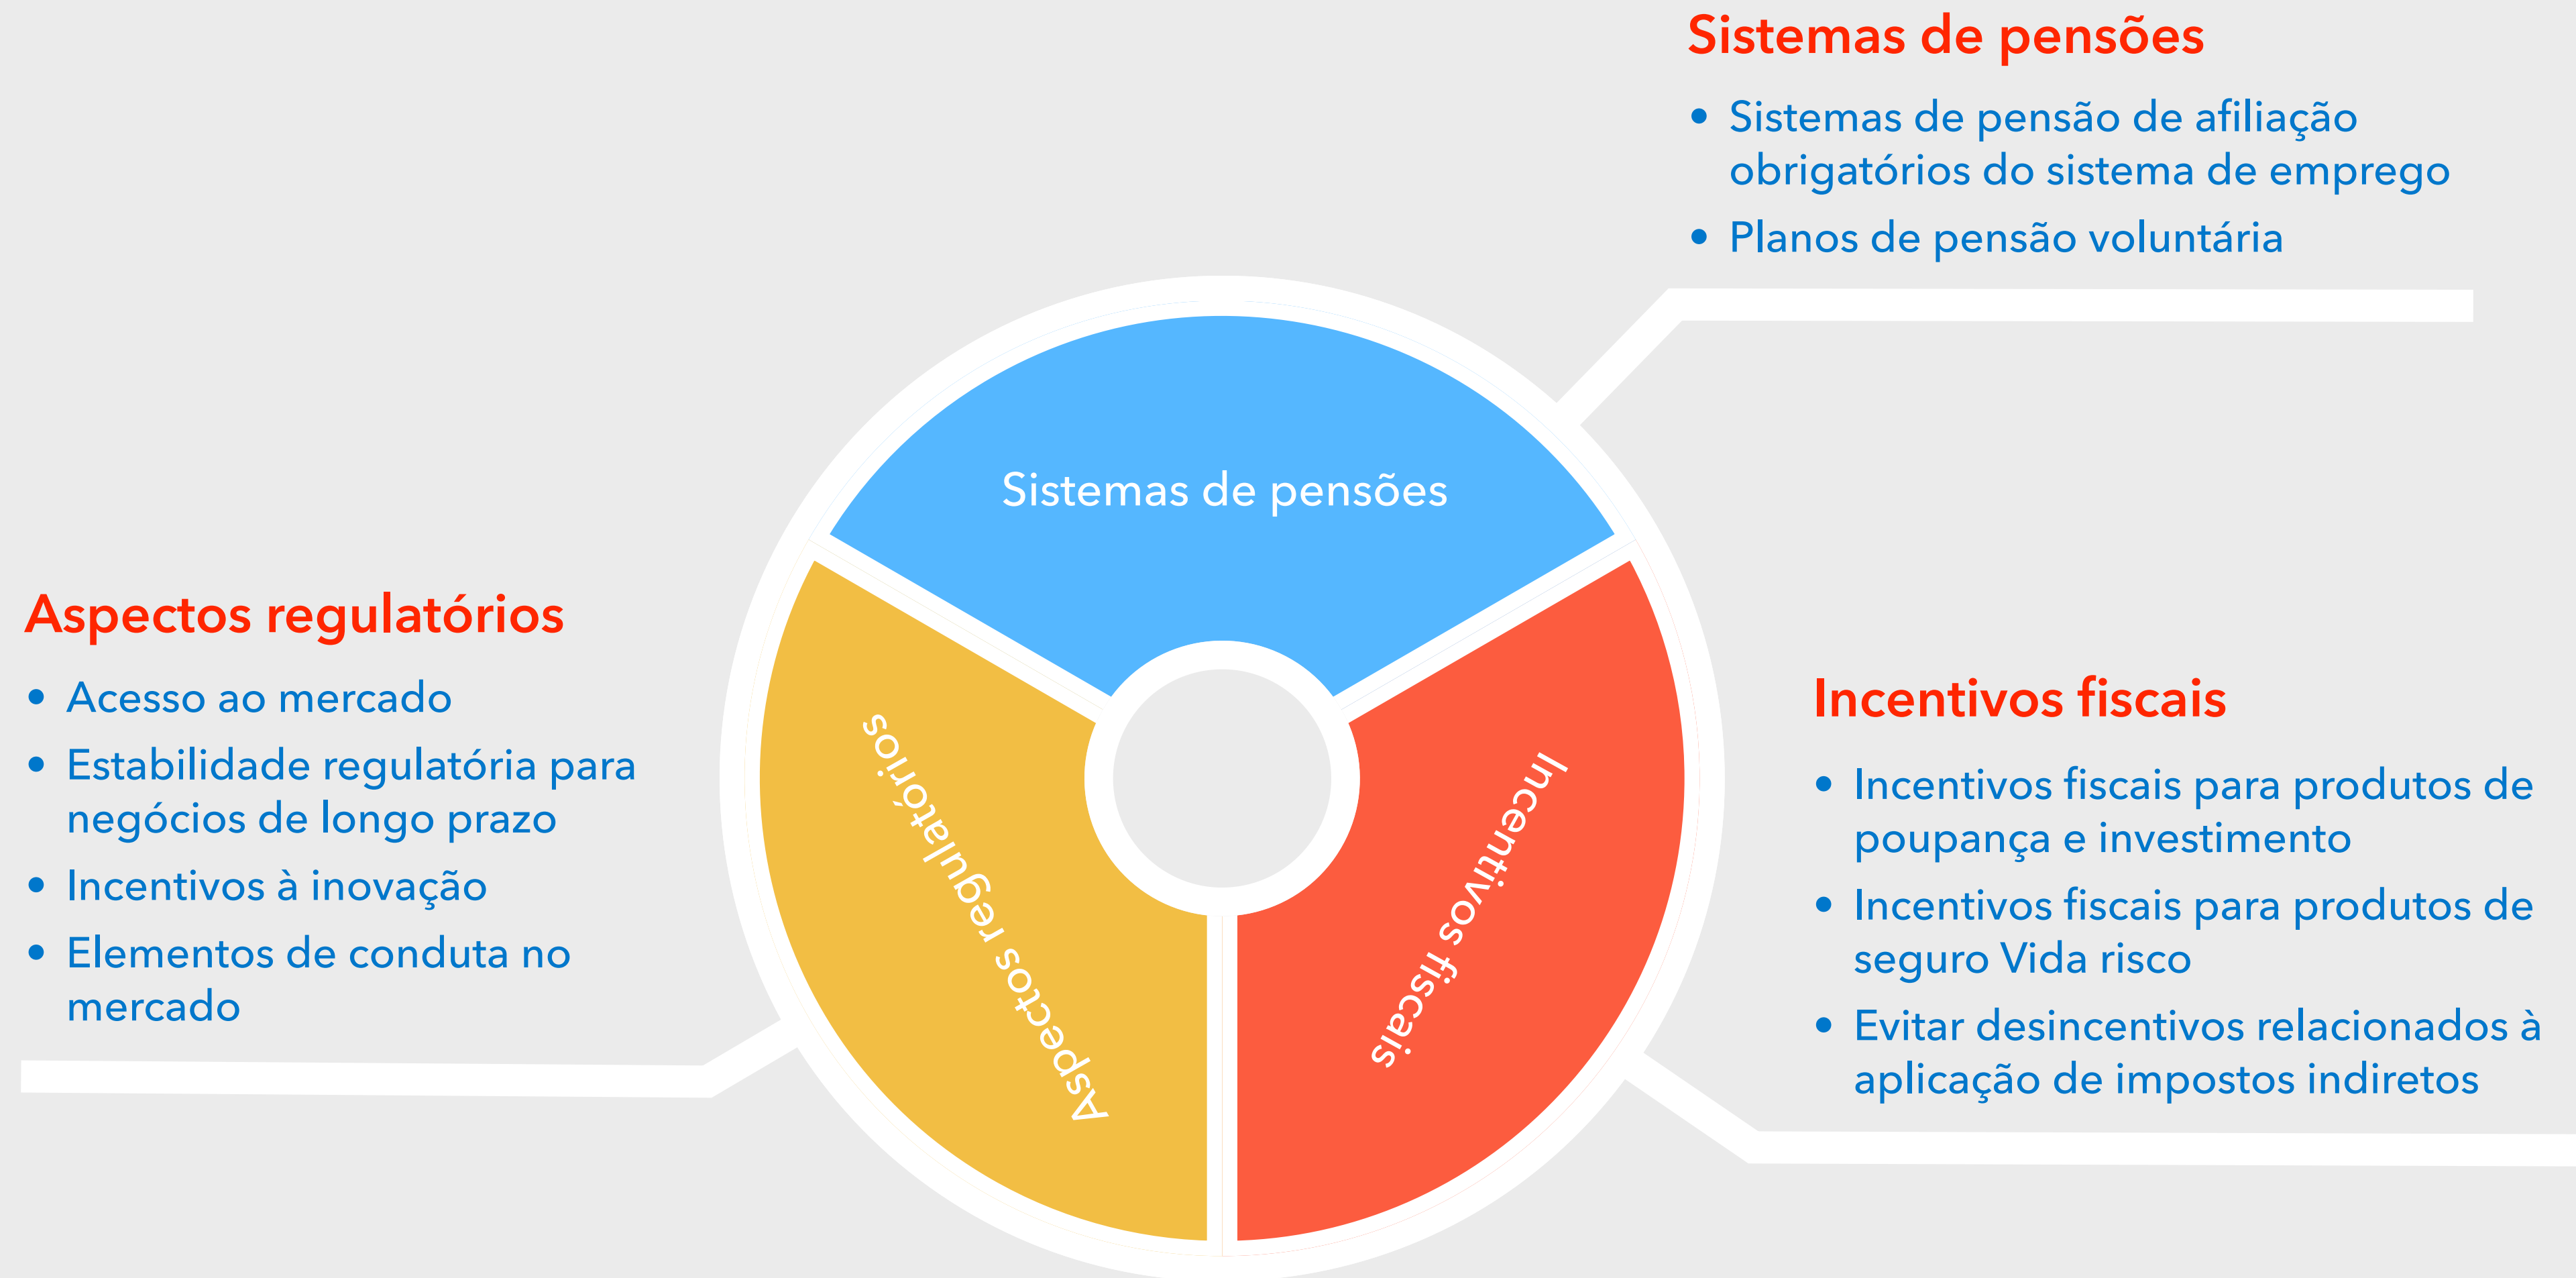 Sistemas de pensões
• Sistemas de pensão de afiliação
obrigatórios do sistema de emprego
• Planos de pensão voluntária
Sistemas de pensões
Aspectos regulatórios
• Acesso ao mercado
• Estabilidade regulatória para
negócios de longo prazo
• Incentivos à inovação
• Elementos de conduta no
mercado
Aspectos regulatórios
Incentivos fiscais
Incentivos fiscais
• Incentivos fiscais para produtos de
poupança e investimento
• Incentivos fiscais para produtos de
seguro Vida risco
• Evitar desincentivos relacionados à
aplicação de impostos indiretos